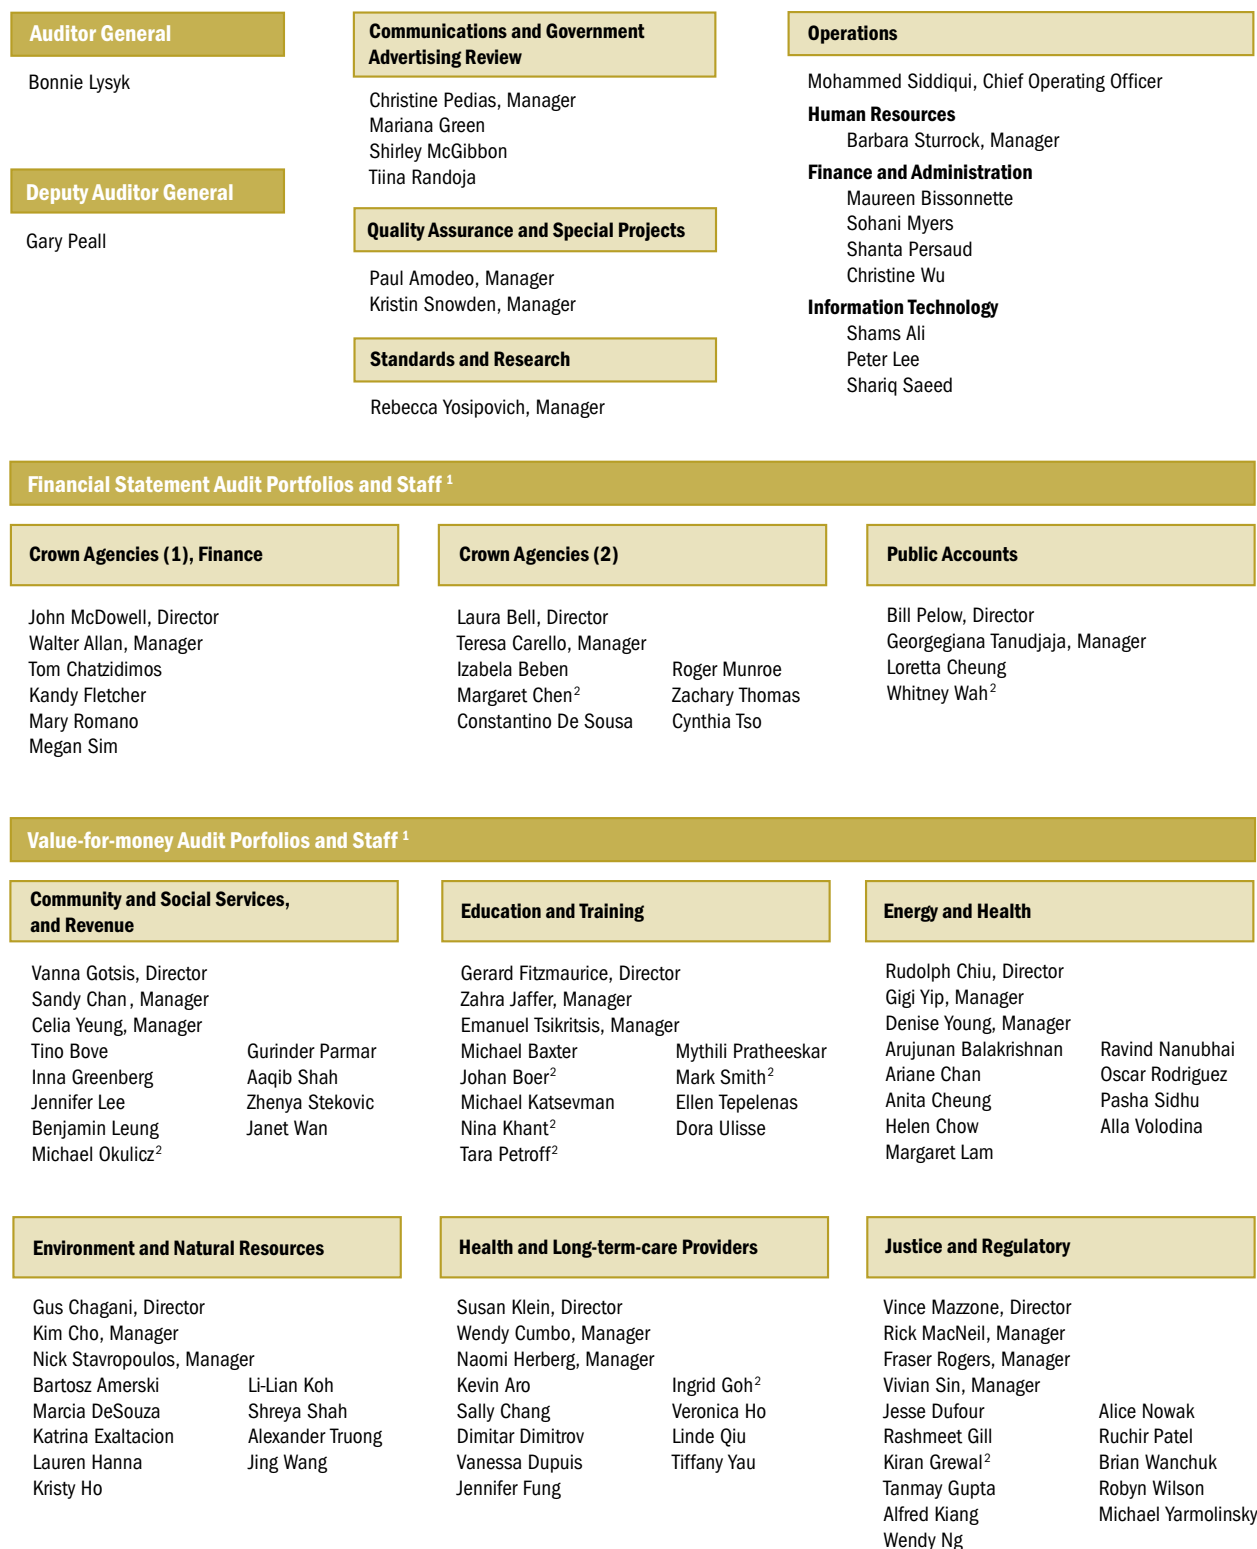 Auditor General
Bonnie Lysyk
Deputy Auditor General
Gary Peall
Communications and Government
Advertising Review
Christine Pedias, Manager
Mariana Green
Shirley McGibbon
Tiina Randoja
Quality Assurance and Special Projects
Paul Amodeo, Manager
Kristin Snowden, Manager
Standards and Research
Rebecca Yosipovich, Manager
Operations
Mohammed Siddiqui, Chief Operating Officer
Human Resources
Barbara Sturrock, Manager
Finance and Administration
Maureen Bissonnette
Sohani Myers
Shanta Persaud
Christine Wu
Information Technology
Shams Ali
Peter Lee
Shariq Saeed
Financial Statement Audit Portfolios and Staff 1
Crown Agencies (1), Finance
John McDowell, Director
Walter Allan, Manager
Tom Chatzidimos
Kandy Fletcher
Mary Romano
Megan Sim
Crown Agencies (2)
Laura Bell, Director
Teresa Carello, Manager
Izabela Beben
Margaret Chen2
Constantino De Sousa
Roger Munroe
Zachary Thomas
Cynthia Tso
Public Accounts
Bill Pelow, Director
Georgegiana Tanudjaja, Manager
Loretta Cheung
Whitney Wah2
Value-for-money Audit Porfolios and Staff 1
Community and Social Services,
and Revenue
Vanna Gotsis, Director
Sandy Chan, Manager
Celia Yeung, Manager
Tino Bove
Inna Greenberg
Jennifer Lee
Benjamin Leung
Michael Okulicz2
Gurinder Parmar
Aaqib Shah
Zhenya Stekovic
Janet Wan
Education and Training
Gerard Fitzmaurice, Director
Zahra Jaffer, Manager
Emanuel Tsikritsis, Manager
Michael Baxter
Johan Boer2
Michael Katsevman
Nina Khant2
Tara Petroff2
Mythili Pratheeskar
Mark Smith2
Ellen Tepelenas
Dora Ulisse
Energy and Health
Rudolph Chiu, Director
Gigi Yip, Manager
Denise Young, Manager
Arujunan Balakrishnan
Ariane Chan
Anita Cheung
Helen Chow
Margaret Lam
Ravind Nanubhai
Oscar Rodriguez
Pasha Sidhu
Alla Volodina
Environment and Natural Resources
Gus Chagani, Director
Kim Cho, Manager
Nick Stavropoulos, Manager
Bartosz Amerski
Marcia DeSouza
Katrina Exaltacion
Lauren Hanna
Kristy Ho
Li-Lian Koh
Shreya Shah
Alexander Truong
Jing Wang
Health and Long-term-care Providers
Susan Klein, Director
Wendy Cumbo, Manager
Naomi Herberg, Manager
Kevin Aro
Sally Chang
Dimitar Dimitrov
Vanessa Dupuis
Jennifer Fung
Ingrid Goh2
Veronica Ho
Linde Qiu
Tiffany Yau
Justice and Regulatory
Vince Mazzone, Director
Rick MacNeil, Manager
Fraser Rogers, Manager
Vivian Sin, Manager
Jesse Dufour
Rashmeet Gill
Kiran Grewal2
Tanmay Gupta
Alfred Kiang
Wendy Ng
Alice Nowak
Ruchir Patel
Brian Wanchuk
Robyn Wilson
Michael Yarmolinsky